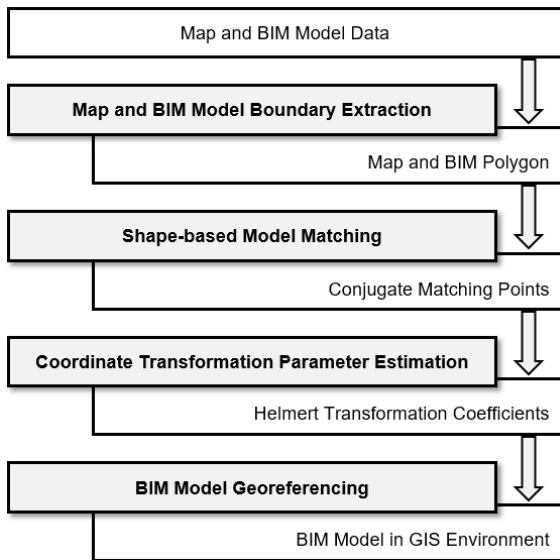 Map and BIM Model Data
Map and BIM Model Boundary Extraction
Map and BIM Polygon
Shape-based Model Matching
Conjugate Matching Points
Coordinate Transformation Parameter Estimation
Helmert Transformation Coefficients
BIM Model Georeferencing
BIM Model in GIS Environment